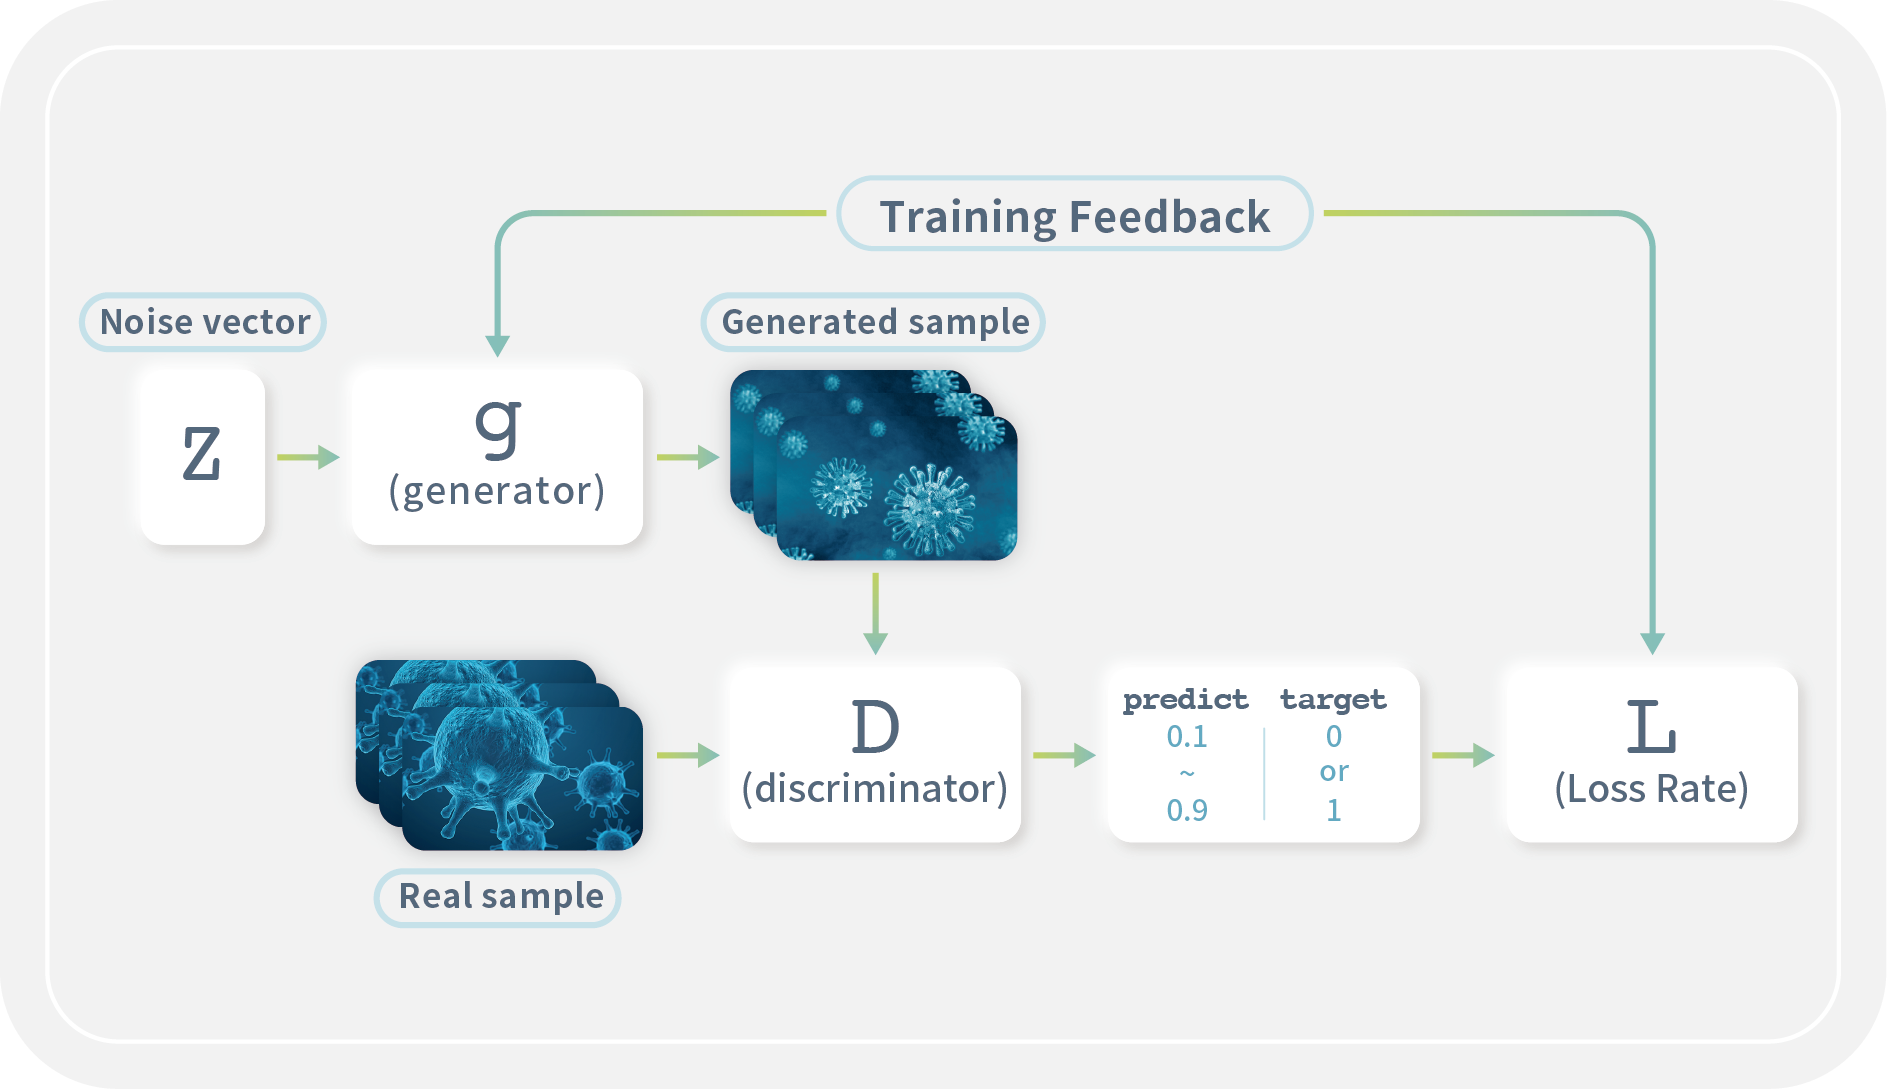 Training Feedback
Noise vector
Generated sample
Z
g
(generator)
D
(discriminator)
predict target
0.1 0
~ or
0.9 1
L
(Loss Rate)
Real sample